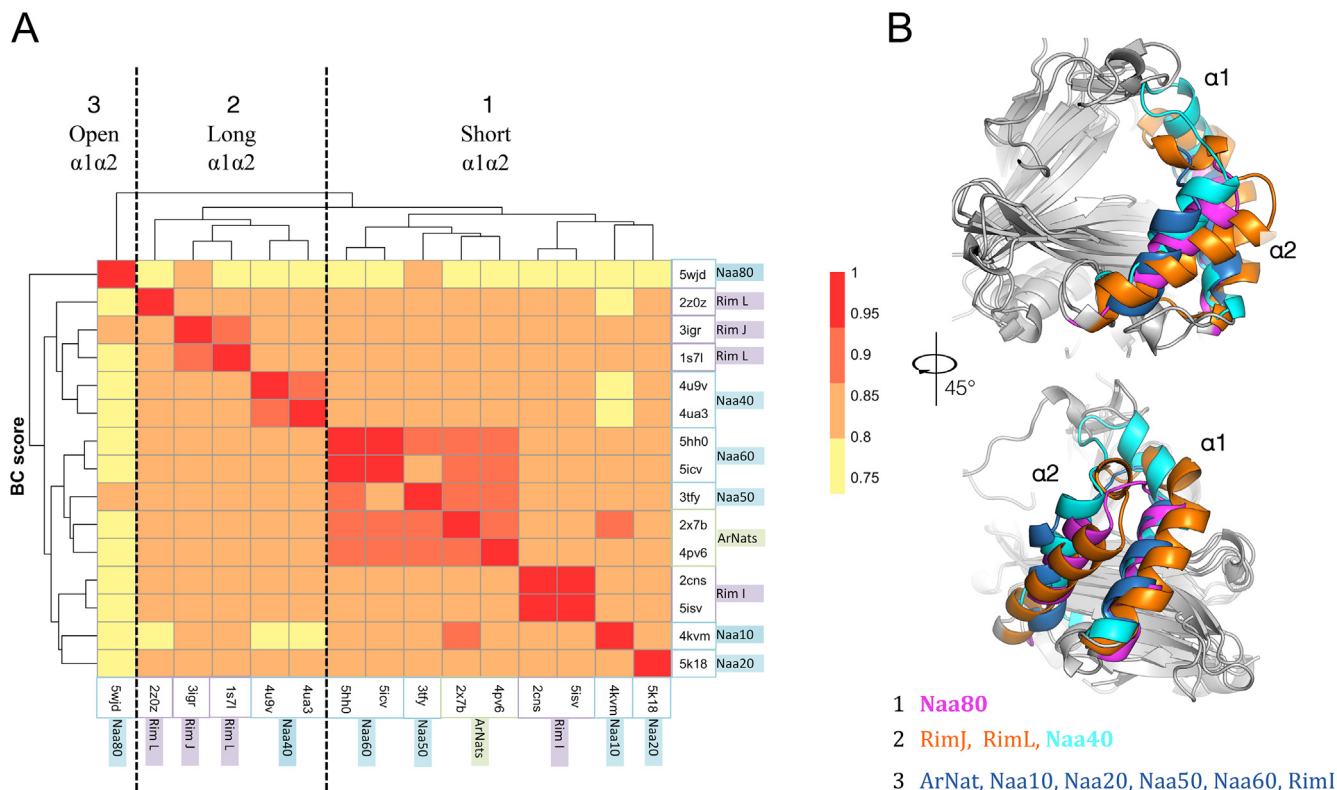 A
B
3
Open
α1α2
2
Long
α1α2
1
Short
α1α2
BC score
5wjd Naa80
2z0z Rim L
3igr Rim J
1s7l Rim L
4u9v
Naa40
4ua3
5hh0
Naa60
5icv
3tfy Naa50
2x7b
ArNats
4pv6
2cns
Rim I
5isv
4kvm Naa10
5k18 Naa20
5wjd 2z0z 3igr 1s7l 4u9v 4ua3 5hh0 5icv 3tfy 2x7b 4pv6 2cns 5isv 4kvm 5k18
Naa80 Rim L Rim J Rim L Naa40 Naa60 Naa50 ArNats Rim I Naa10 Naa20
1
0.95
0.9
0.85
0.8
0.75
α1
α2
45°
α1
α2
1 Naa80
2 RimJ, RimL, Naa40
3 ArNat, Naa10, Naa20, Naa50, Naa60, RimI